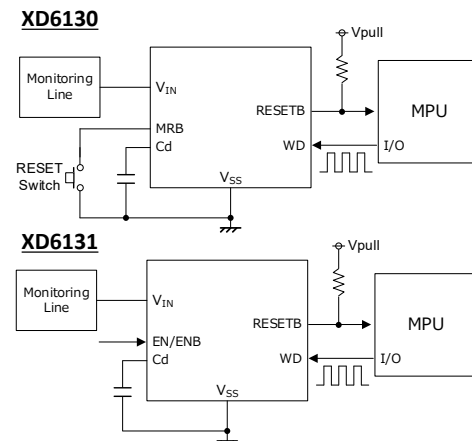 XD6130
Vpull
Monitoring
Line
VIN
RESETB
MPU
MRB
Cd
WD
I/O
RESET
Switch
VSS
XD6131
Vpull
Monitoring
Line
VIN
RESETB
MPU
EN/ENB
Cd
WD
I/O
VSS